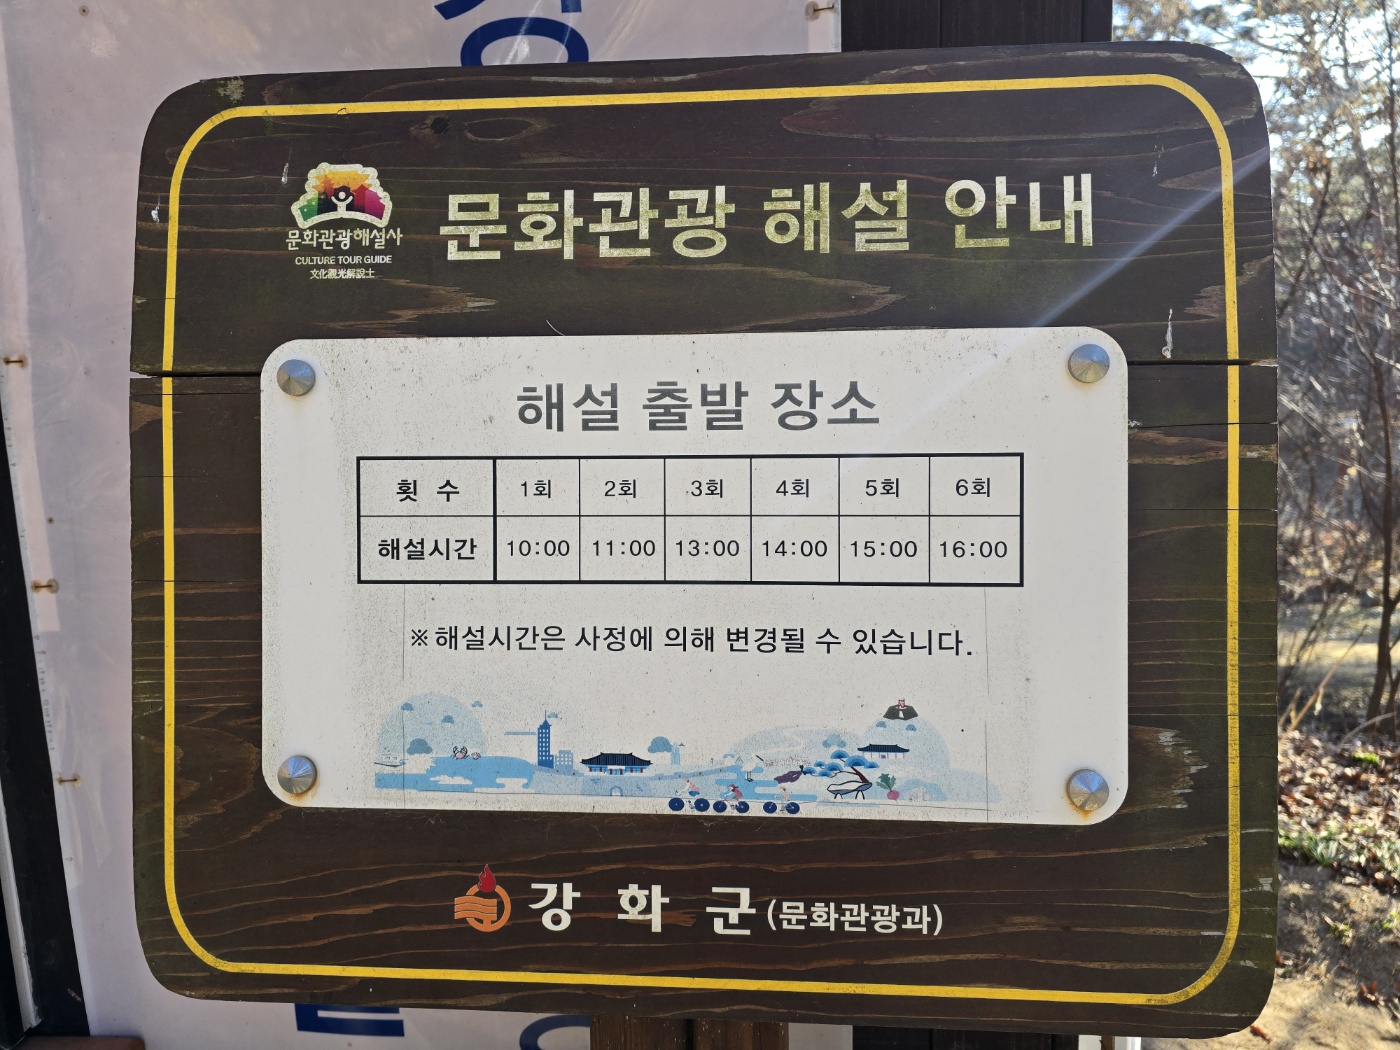 문화관광해설사
CULTURE TOUR GUIDE
文化觀光解說士
문화관광 해설 안내
해설 출발 장소
횟 수 1회 2회 3회 4회 5회 6회
해설시간 10:00 11:00 13:00 14:00 15:00 16:00
※해설시간은 사정에 의해 변경될 수 있습니다.
강 화 군 (문화관광과)